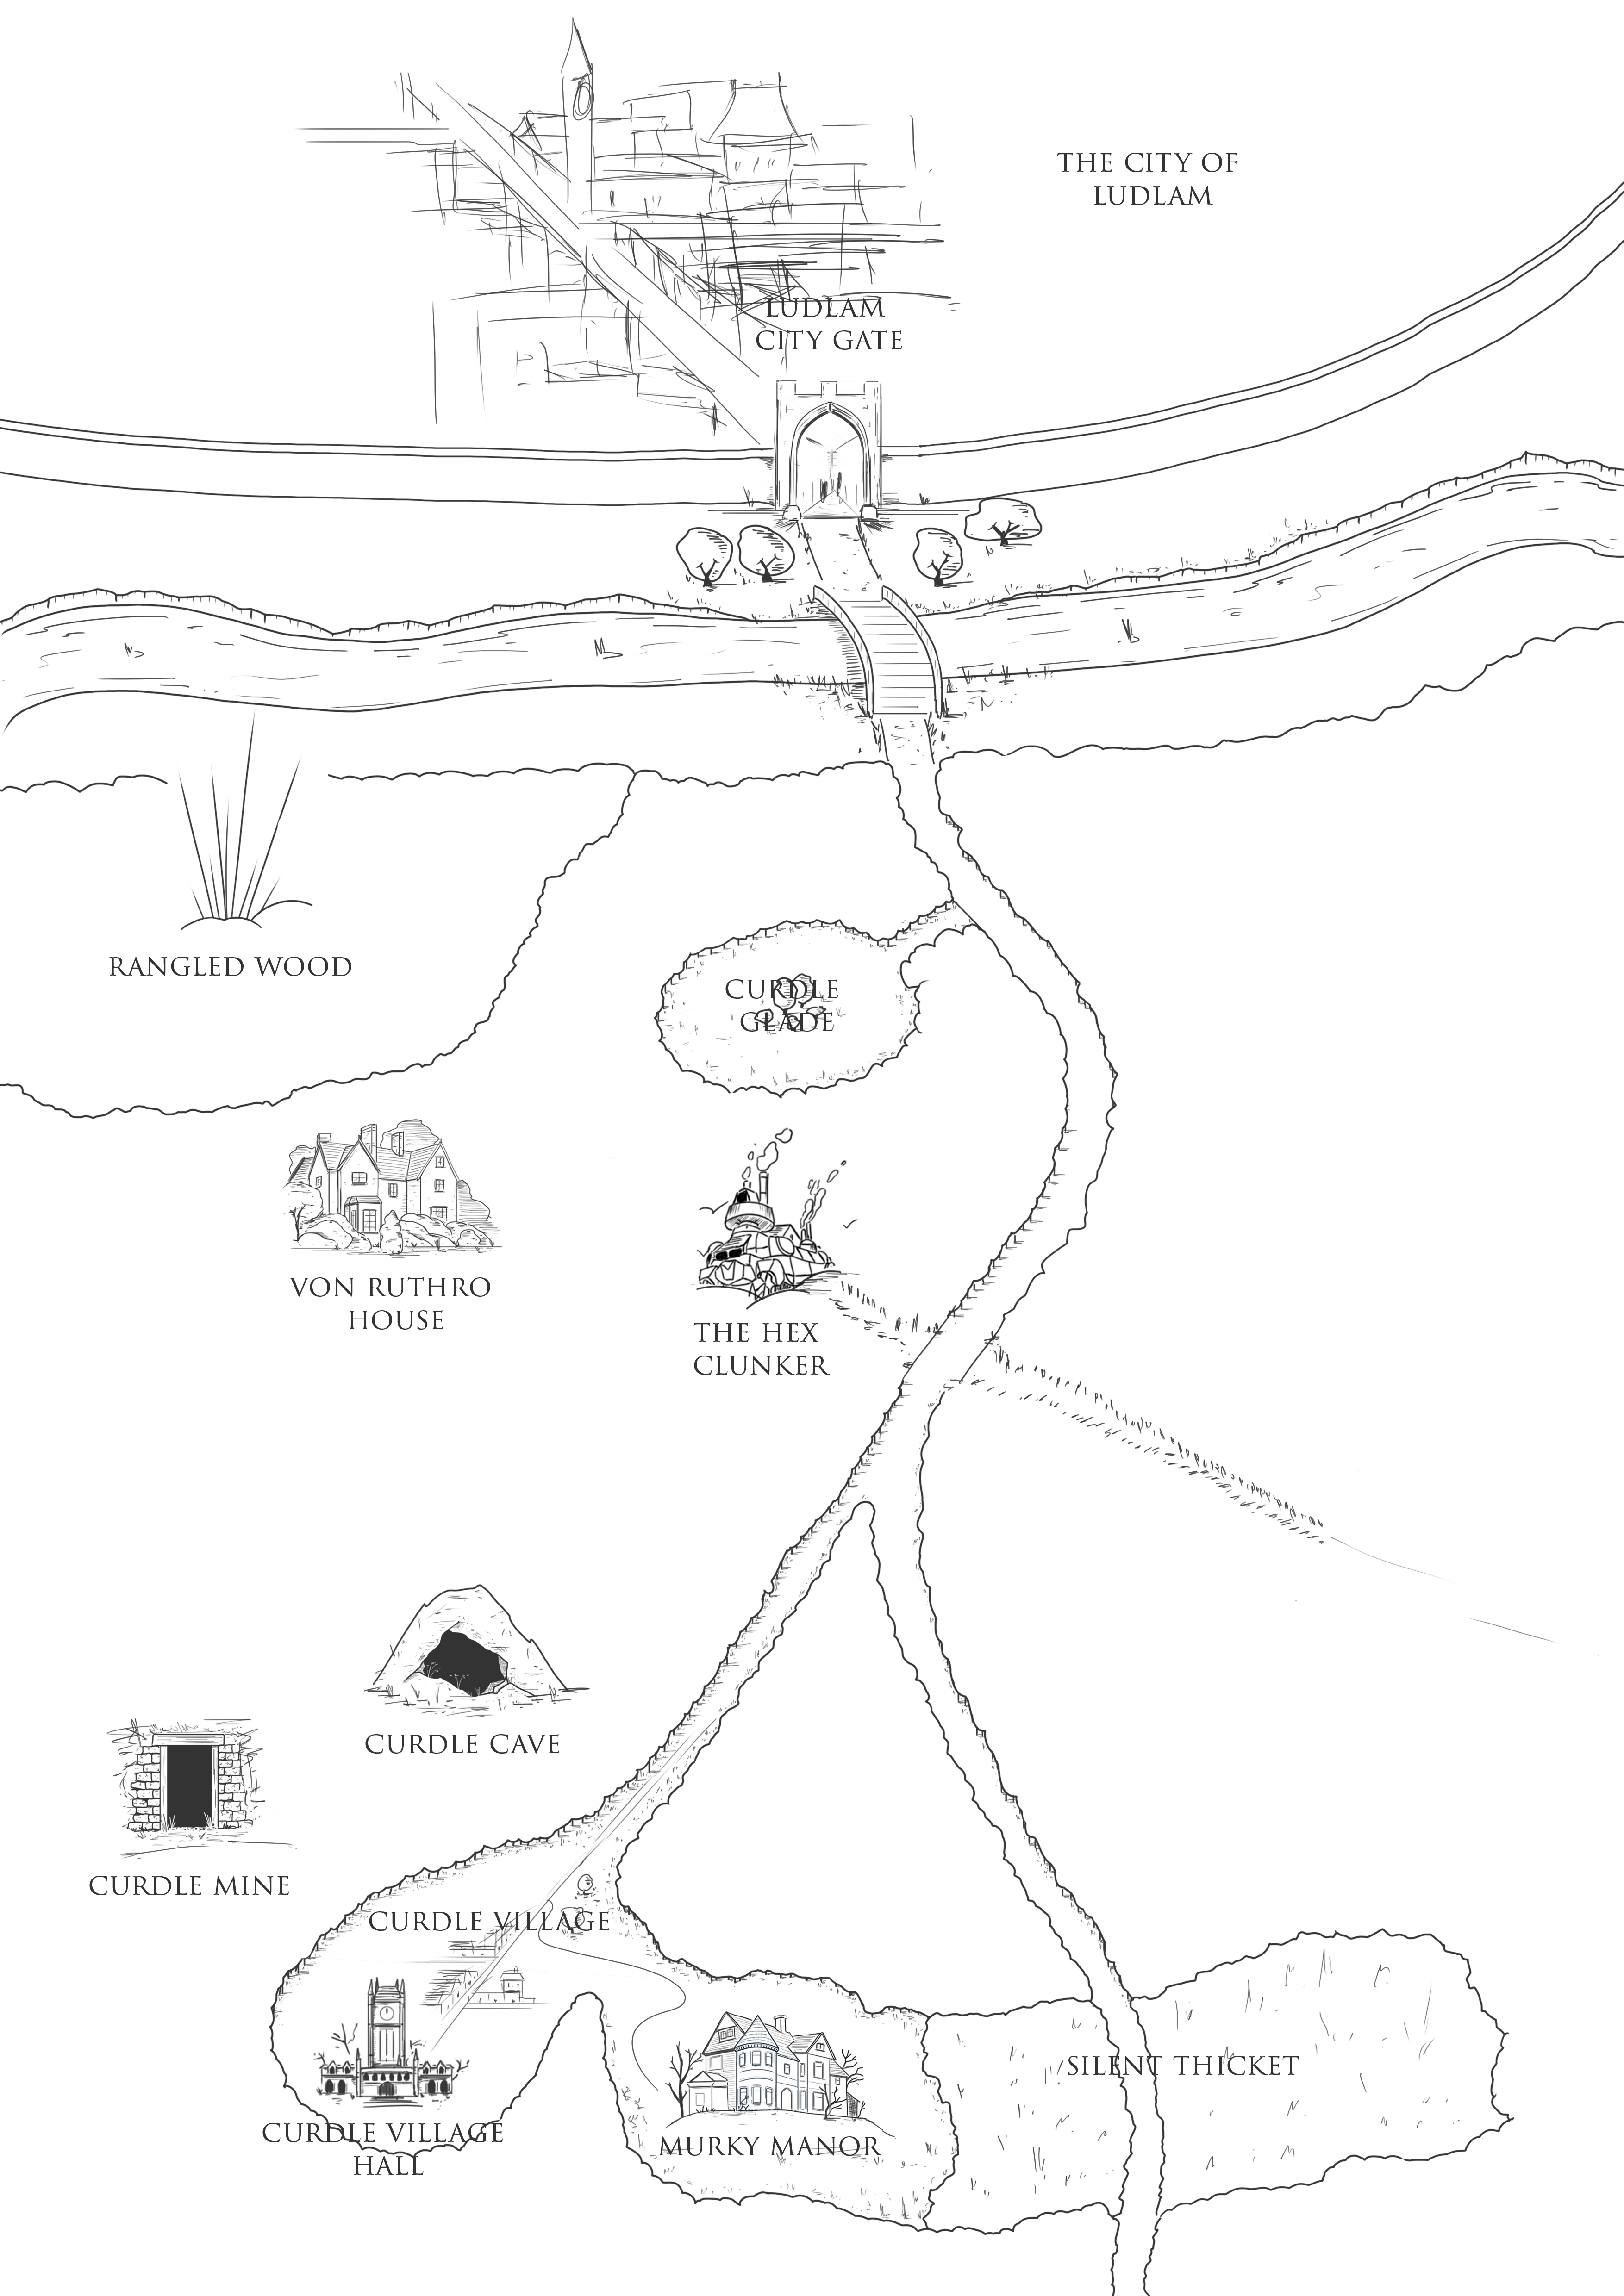 THE CITY OF
LUDLAM
LUDLAM
CITY GATE
RANGLED WOOD
CURDLE
GLADE
VON RUTHRO
HOUSE
THE HEX
CLUNKER
CURDLE CAVE
CURDLE MINE
CURDLE VILLAGE
SILENT THICKET
CURDLE VILLAGE
HALL
MURKY MANOR